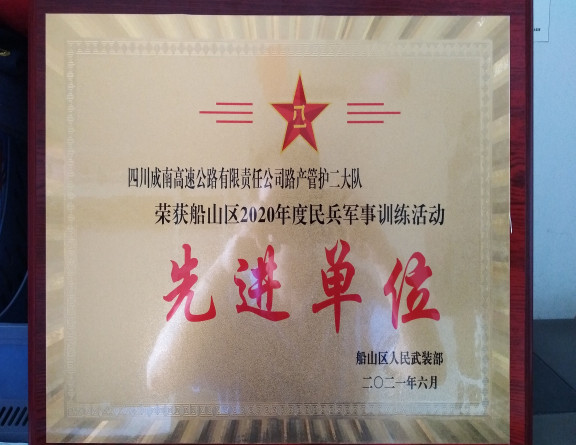 八一
四川成南高速公路有限责任公司路产管护二大队
荣获船山区2020年度民兵军事训练活动
先进单位
船山区人民武装部
二〇二一年六月